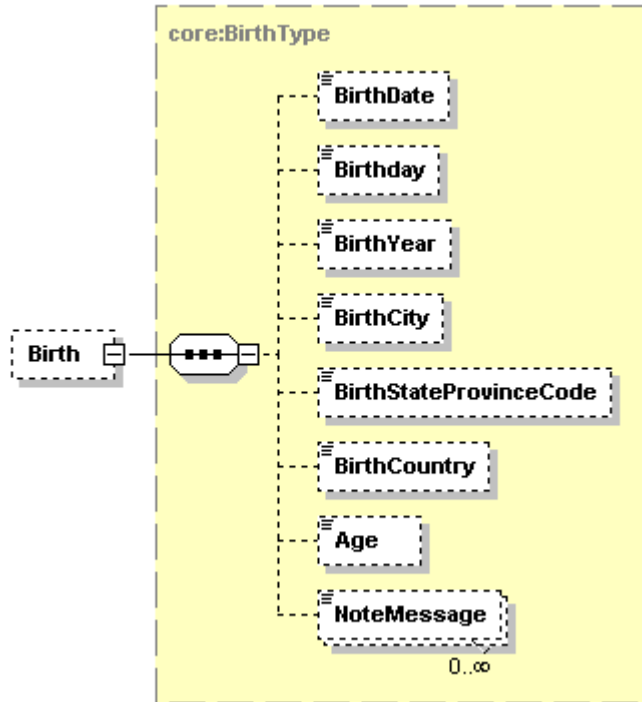 core:BirthType
BirthDate
Birthday
BirthYear
BirthCity
Birth
BirthStateProvinceCode
BirthCountry
Age
NoteMessage
0..∞